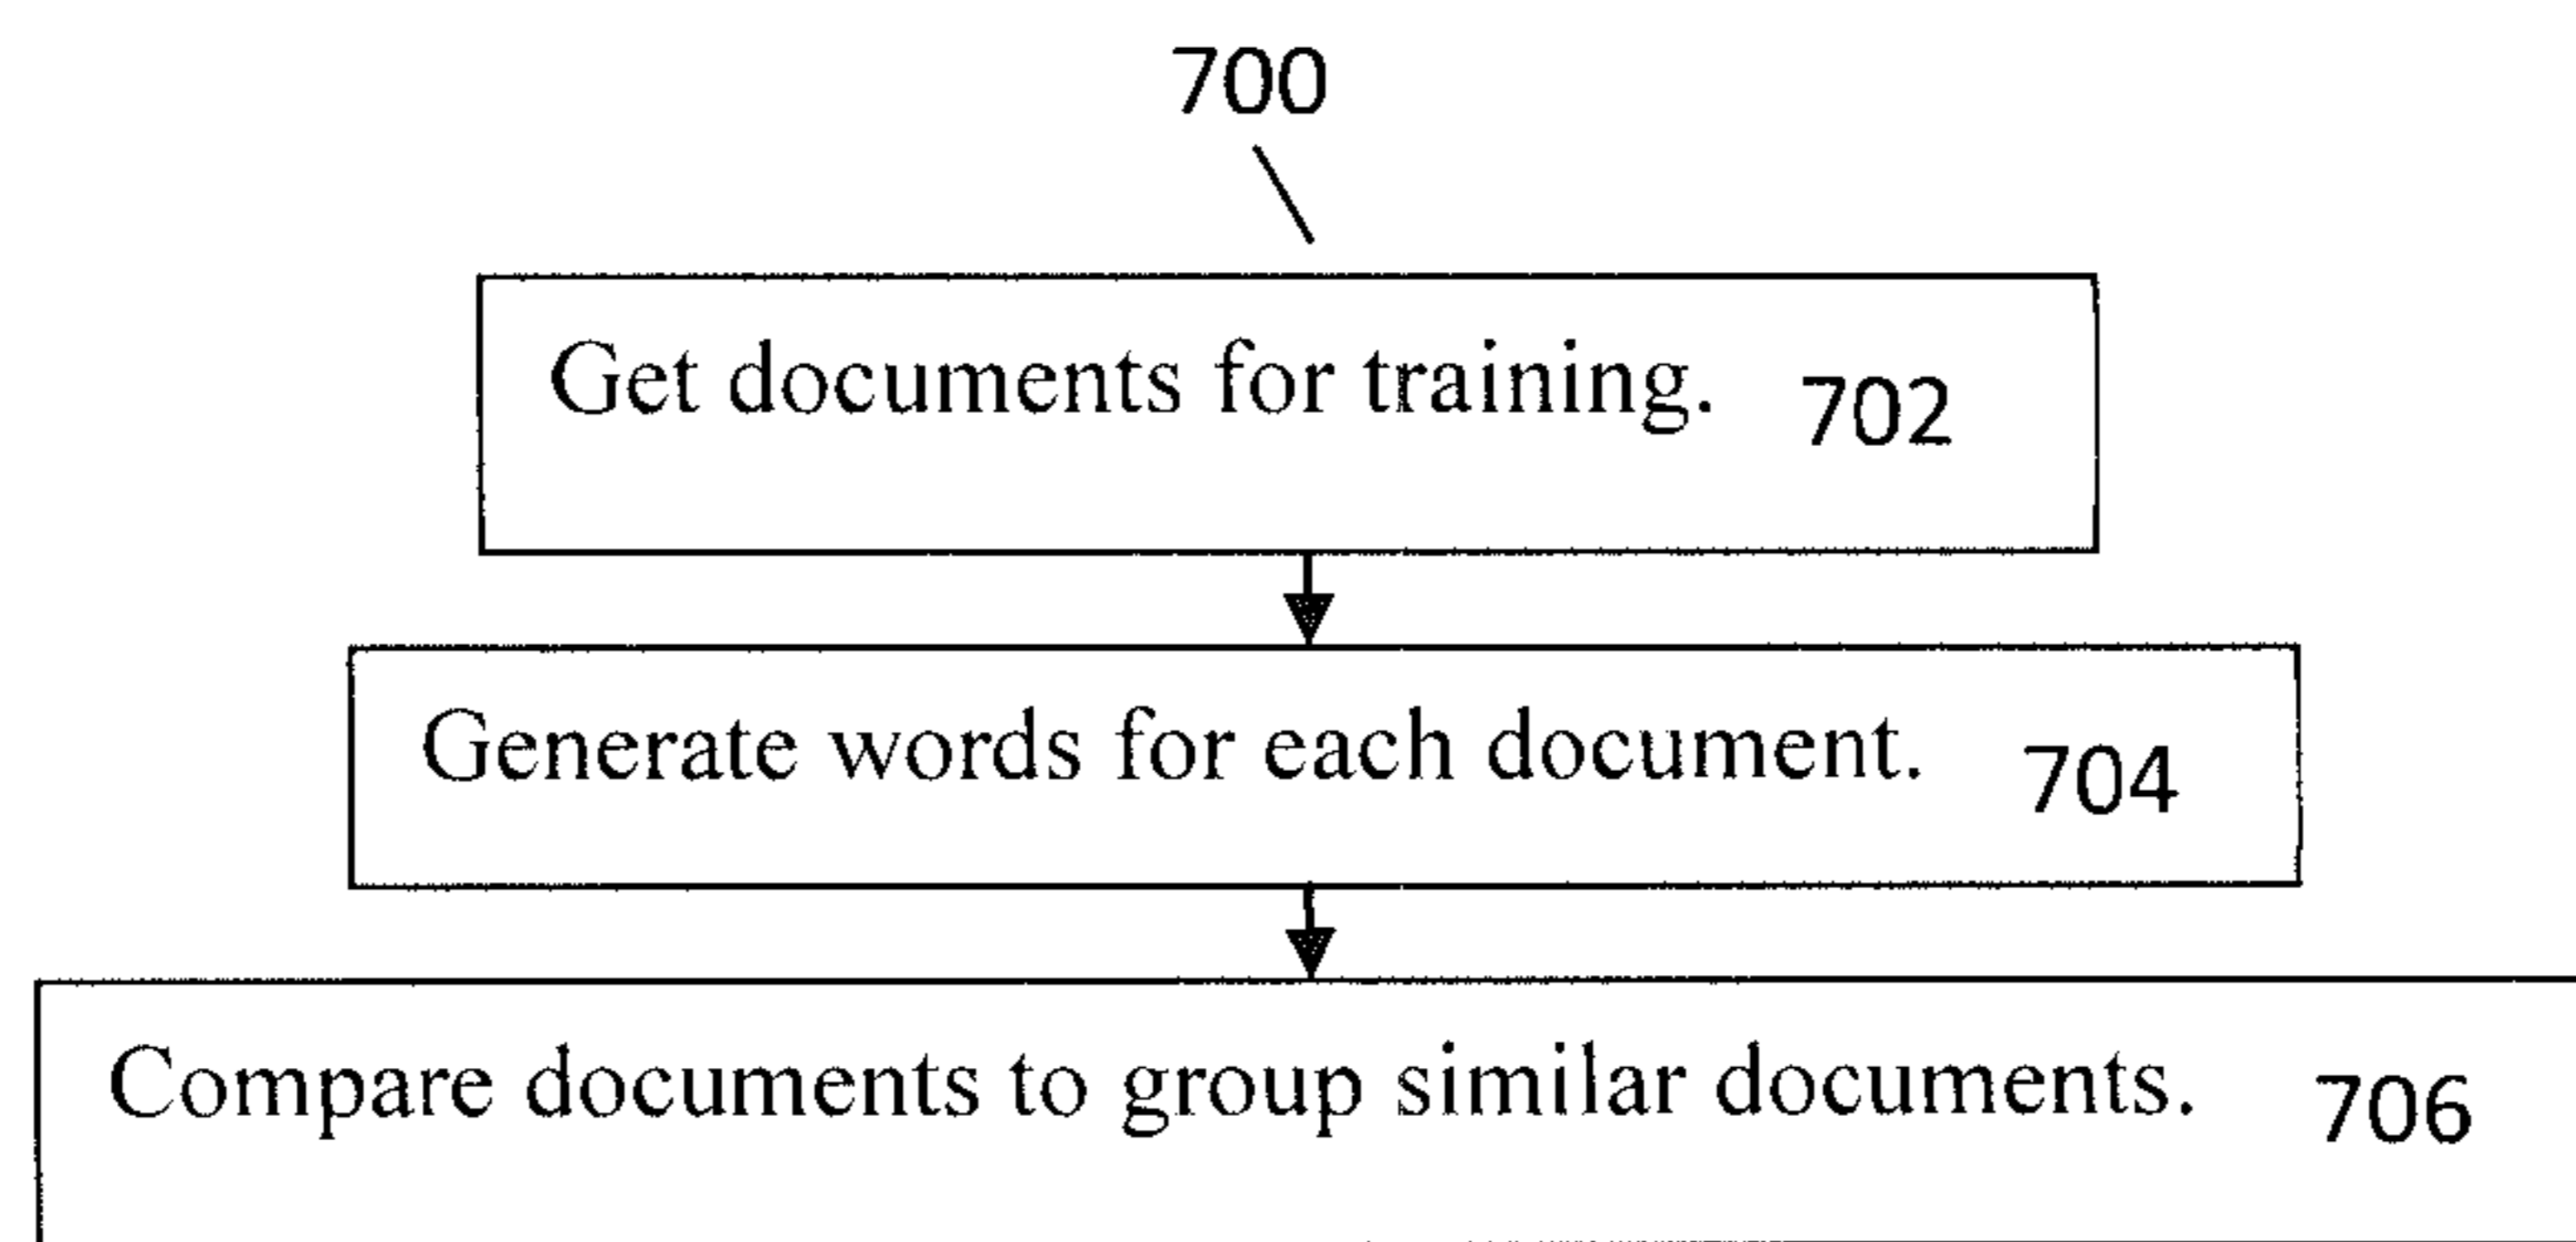 700
Get documents for training. 702
Generate words for each document. 704
Compare documents to group similar documents. 706